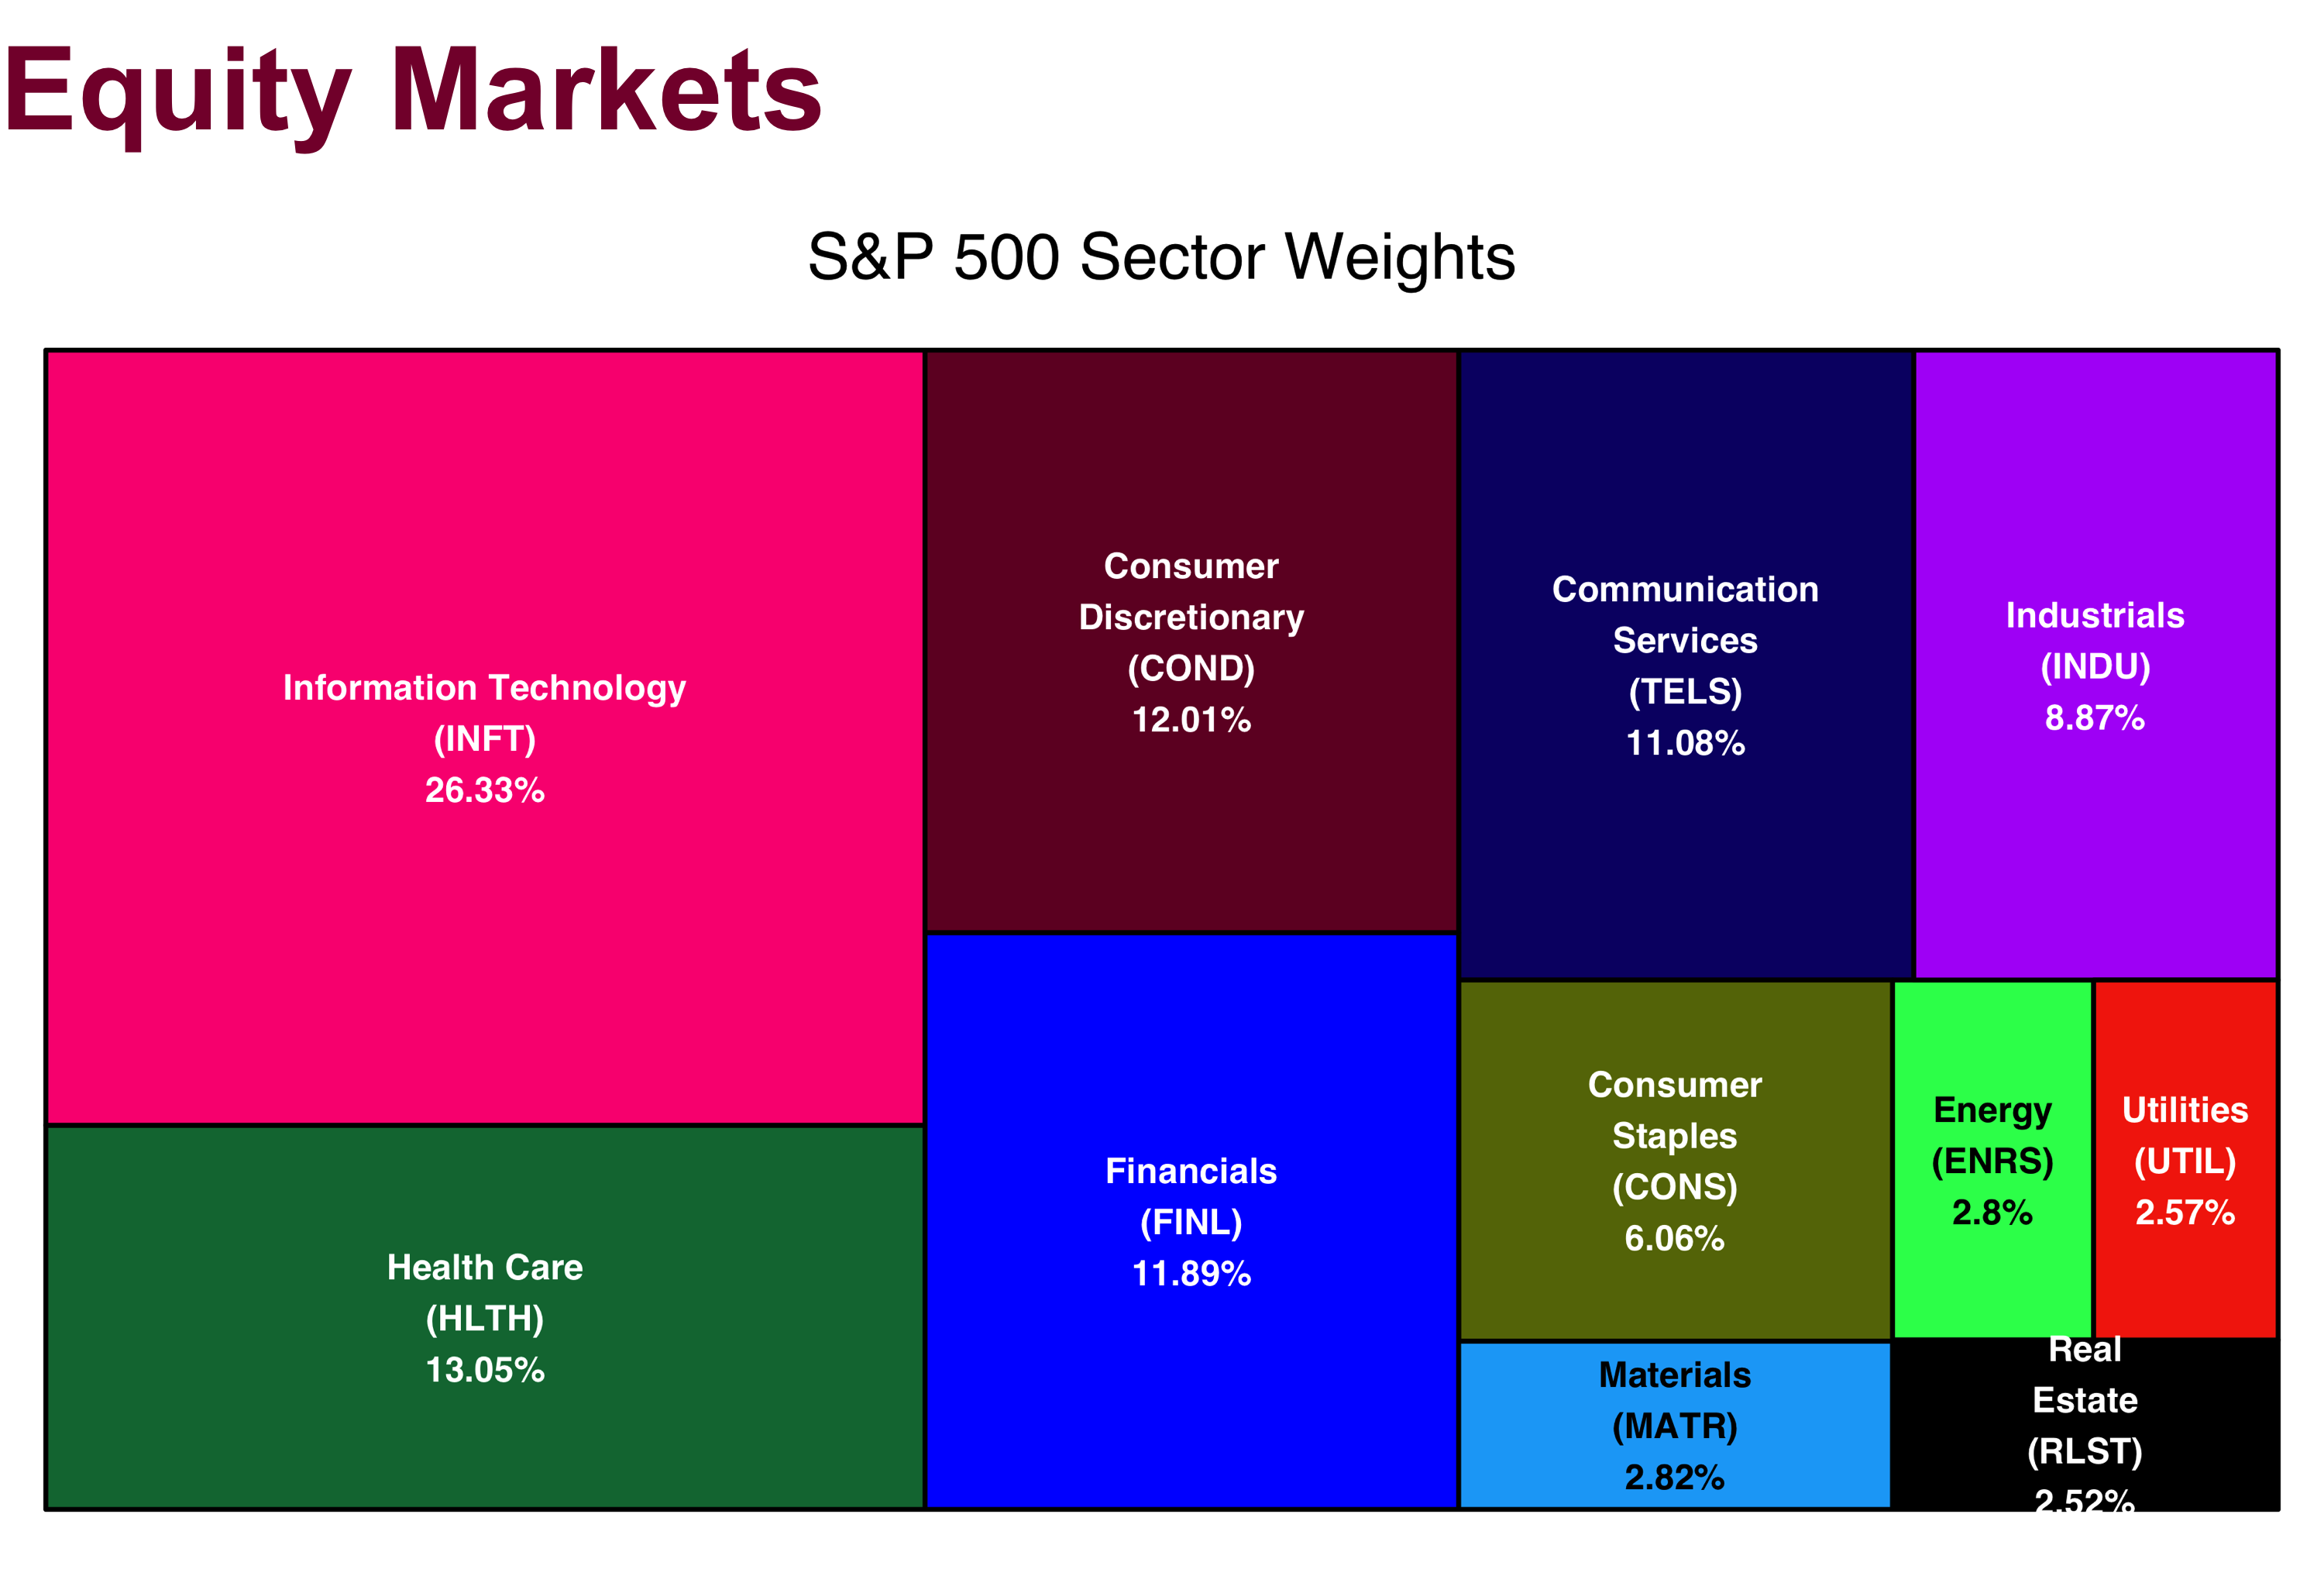 Equity Markets
S&P 500 Sector Weights
Information Technology
(INFT)
26.33%
Health Care
(HLTH)
13.05%
Consumer
Discretionary
(COND)
12.01%
Financials
(FINL)
11.89%
Communication
Services
(TELS)
11.08%
Industrials
(INDU)
8.87%
Consumer
Staples
(CONS)
6.06%
Energy
(ENRS)
2.8%
Utilities
(UTIL)
2.57%
Materials
(MATR)
2.82%
Real
Estate
(RLST)
2.52%